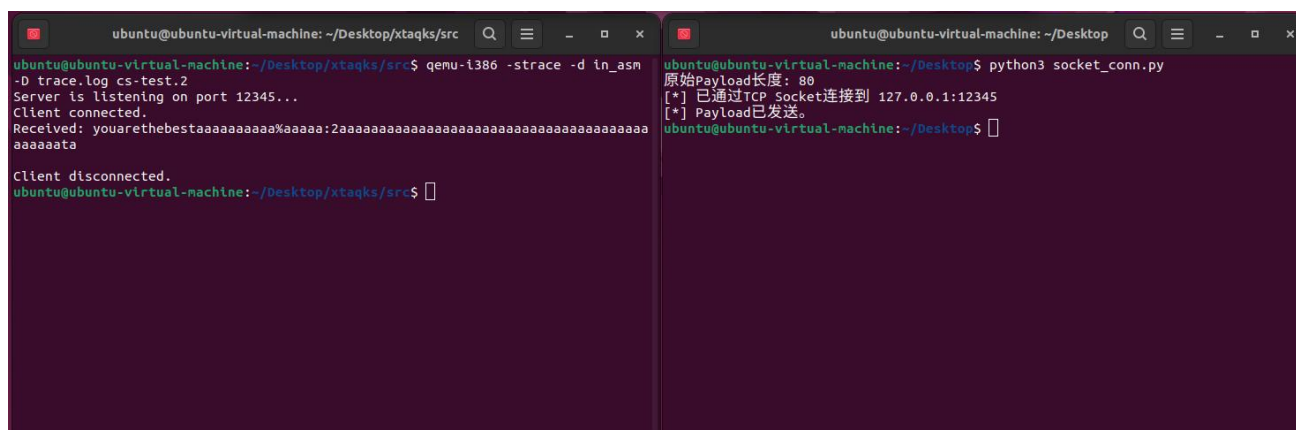 ubuntu@ubuntu-virtual-machine: ~/Desktop/xtaqks/src
ubuntu@ubuntu-virtual-machine:~/Desktop/xtaqks/src$ qemu-i386 -strace -d in_asm
-D trace.log cs-test.2
Server is listening on port 12345...
Client connected.
Received: youarethebestaaaaaaaaaa%aaaaa:2aaaaaaaaaaaaaaaaaaaaaaaaaaaaaaaaaaaaaaa
aaaaaata
Client disconnected.
ubuntu@ubuntu-virtual-machine:~/Desktop/xtaqks/src$
ubuntu@ubuntu-virtual-machine: ~/Desktop
ubuntu@ubuntu-virtual-machine:~/Desktop$ python3 socket_conn.py
原始Payload长度: 80
[*] 已通过TCP Socket连接到 127.0.0.1:12345
[*] Payload已发送。
ubuntu@ubuntu-virtual-machine:~/Desktop$